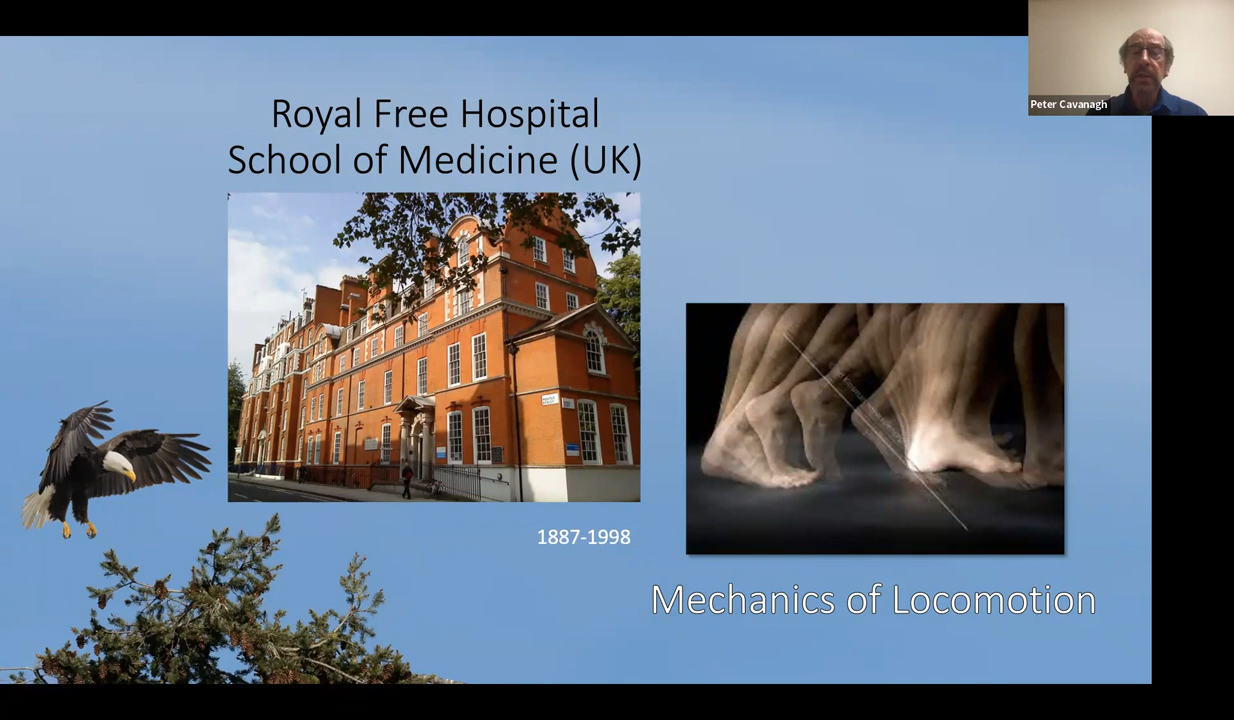 Royal Free Hospital
School of Medicine (UK)
Peter Cavanagh
1887-1998
Mechanics of Locomotion